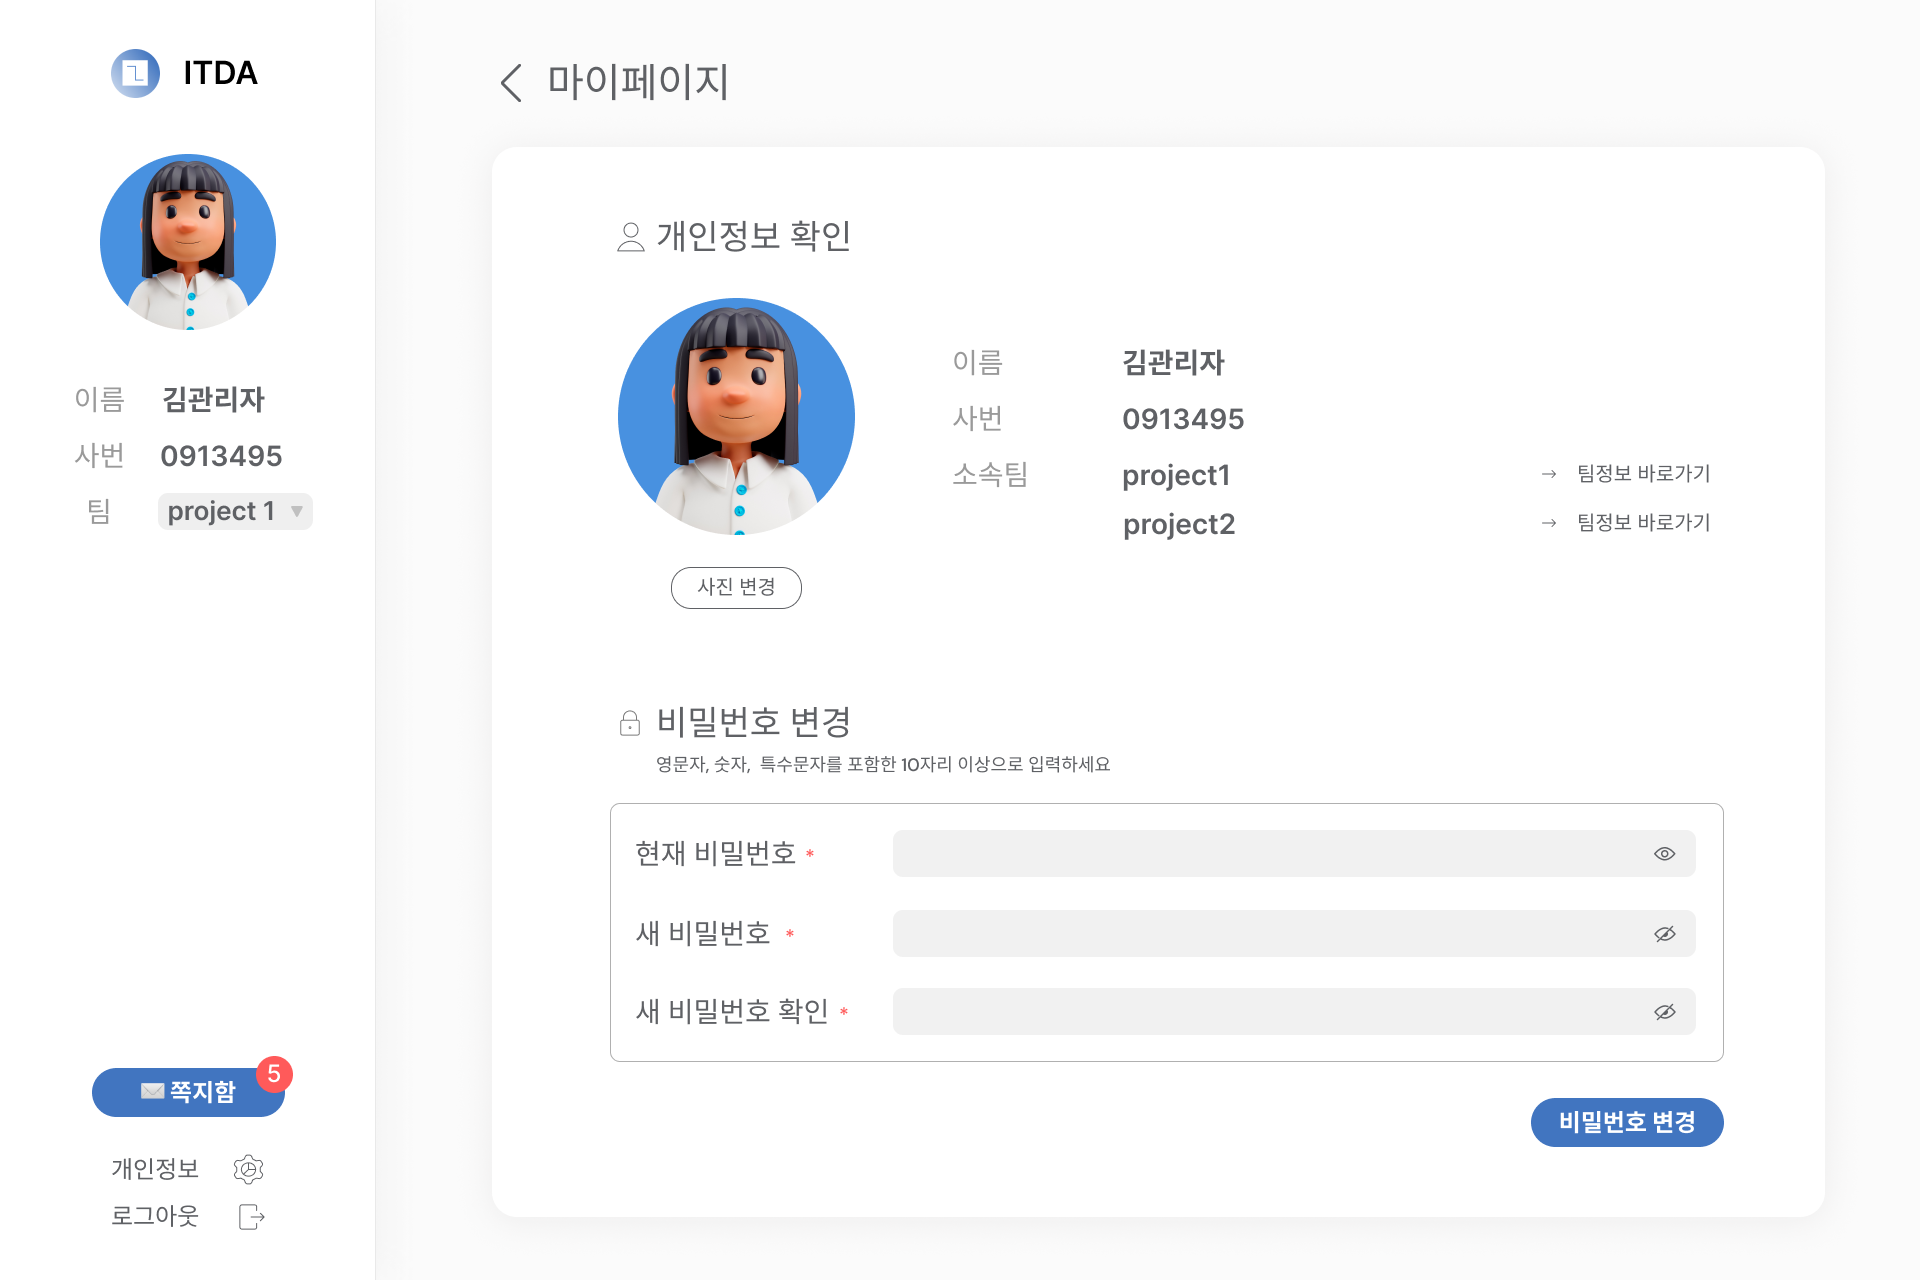 ITDA
이름 김관리자
사번 0913495
팀 project 1 ▼
쪽지함 5
개인정보
로그아웃
마이페이지
개인정보 확인
사진 변경
이름 김관리자
사번 0913495
소속팀 project1 → 팀정보 바로가기
project2 → 팀정보 바로가기
비밀번호 변경
영문자, 숫자, 특수문자를 포함한 10자리 이상으로 입력하세요
현재 비밀번호 *
새 비밀번호 *
새 비밀번호 확인 *
비밀번호 변경